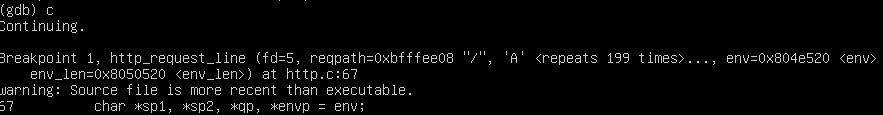 (gdb) c
Continuing.
Breakpoint 1, http_request_line (fd=5, reqpath=0xbfffee08 "/", 'A' <repeats 199 times>..., env=0x804e520 <env>
env_len=0x8050520 <env_len>) at http.c:67
warning: Source file is more recent than executable.
67 char *sp1, *sp2, *qp, *envp = env;